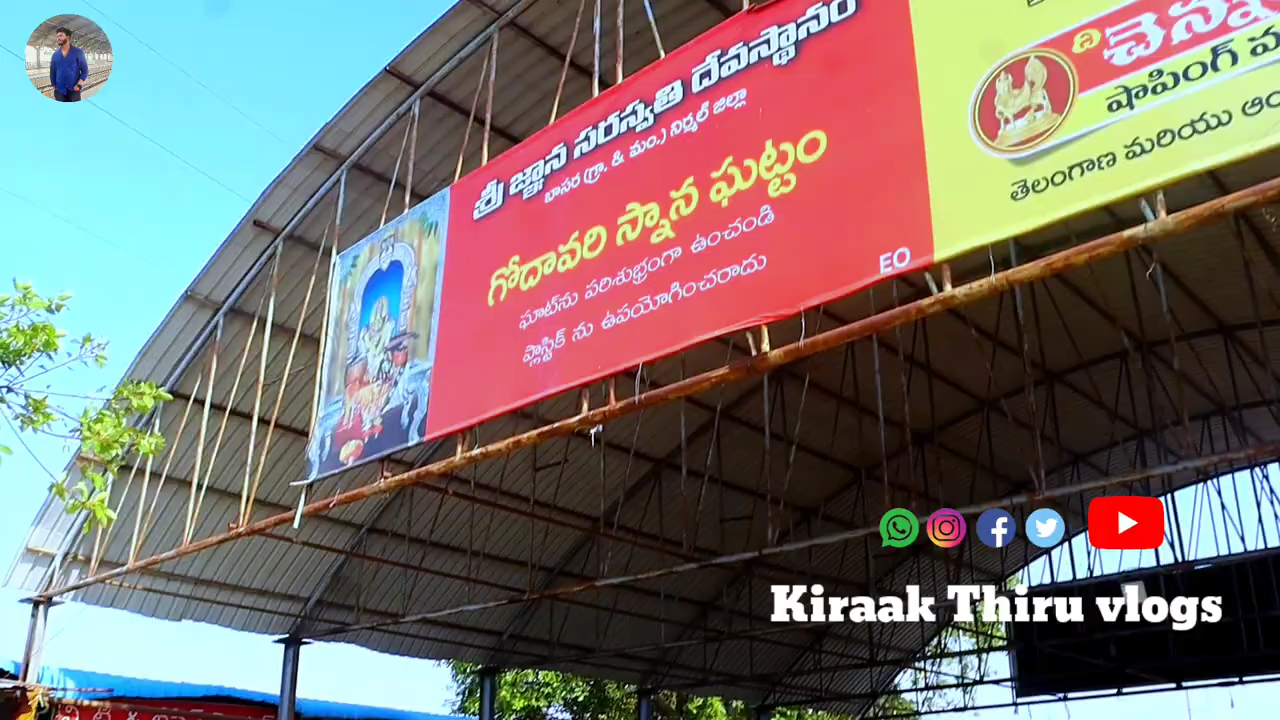 శ్రీ జ్ఞాన సరస్వతి దేవస్థానం
బాసర (గ్రా. & మం.) నిర్మల్ జిల్లా
గోదావరి స్నాన ఘట్టం
ఘాట్‌ను పరిశుభ్రంగా ఉంచండి
ప్లాస్టిక్ ను ఉపయోగించరాదు
EO
ది
షాపింగ్
తెలంగాణ మరియు
Kiraak Thiru vlogs